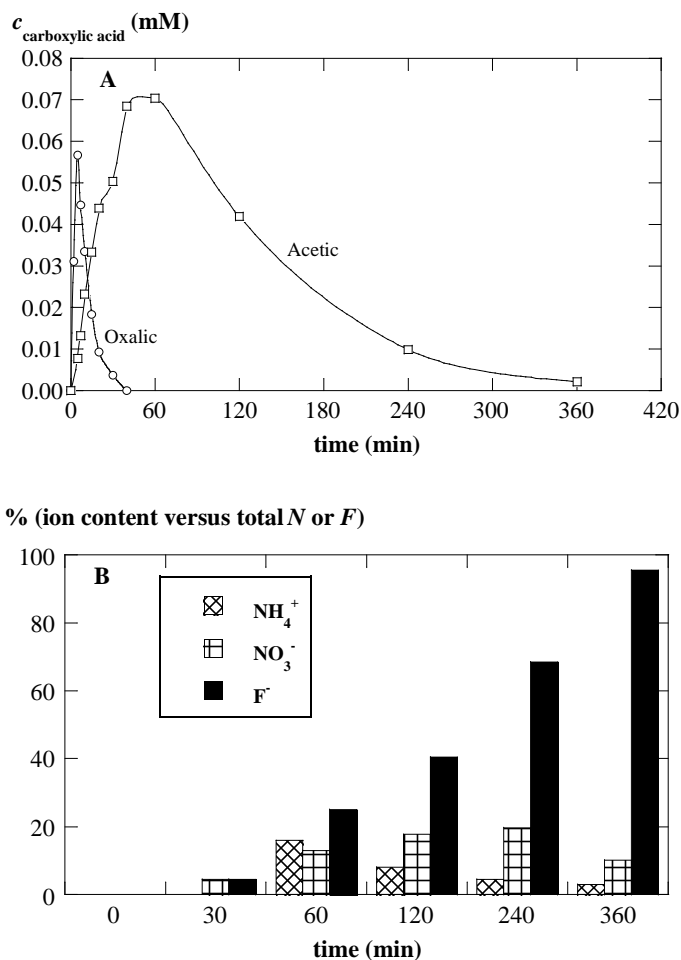 c carboxylic acid (mM)
0.08
A
0.07
0.06
0.05
0.04
Acetic
0.03
0.02
Oxalic
0.01
0.00
0 60 120 180 240 300 360 420
time (min)
% (ion content versus total N or F)
100
B
NH4+
80
NO3-
60
F-
40
20
0
0 30 60 120 240 360
time (min)